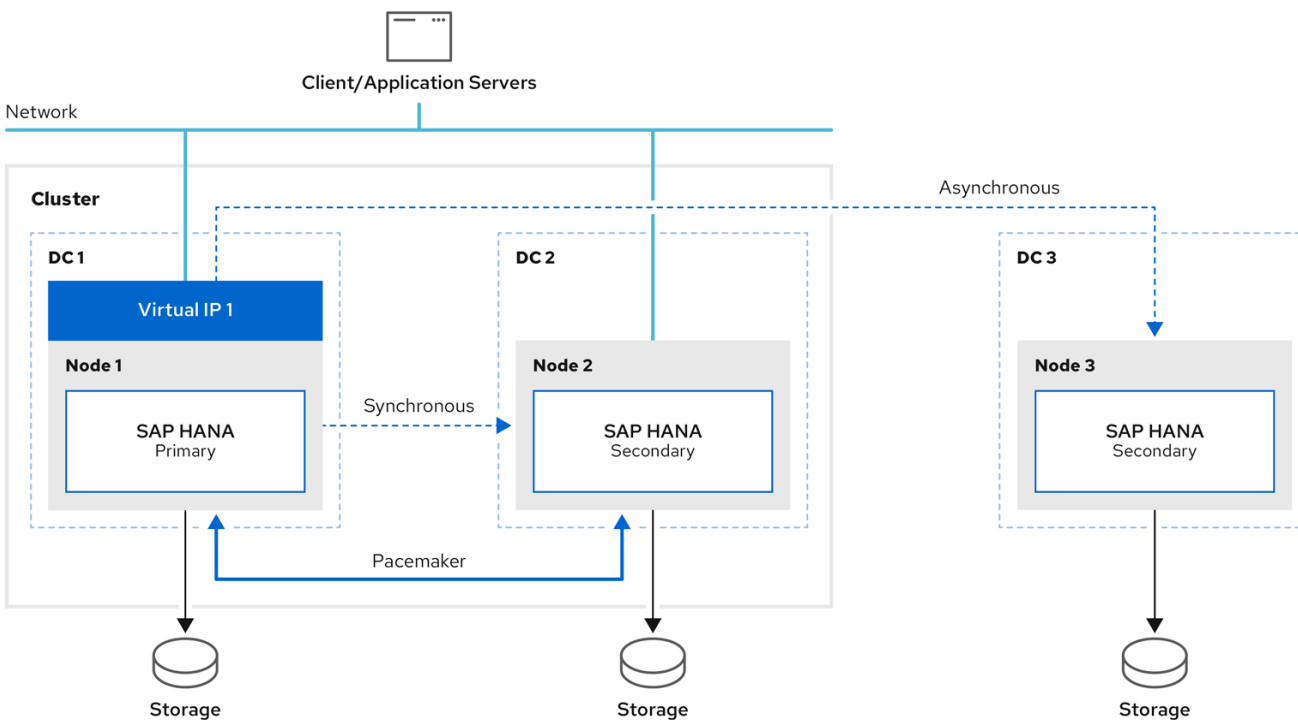 Client/Application Servers
Network
Asynchronous
Cluster
DC 1
DC 2
DC 3
Virtual IP 1
Node 1
Node 2
Node 3
Synchronous
SAP HANA
Primary
SAP HANA
Secondary
SAP HANA
Secondary
Pacemaker
Storage
Storage
Storage